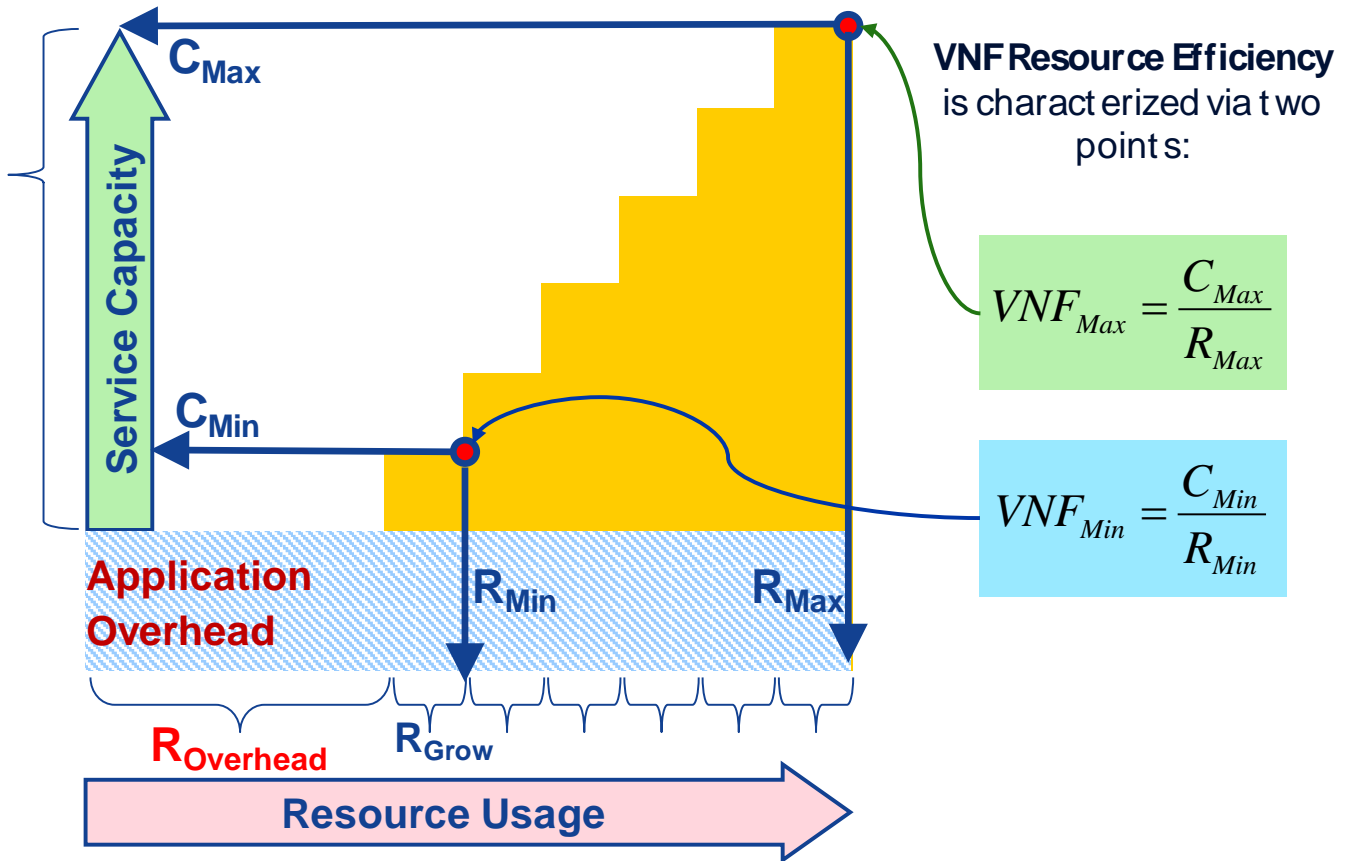 C_Max
VNF Resource Efficiency
is characterized via two
points:
Service Capacity
VNF_Max = C_Max / R_Max
C_Min
VNF_Min = C_Min / R_Min
Application
Overhead
R_Min
R_Max
R_Overhead
R_Grow
Resource Usage